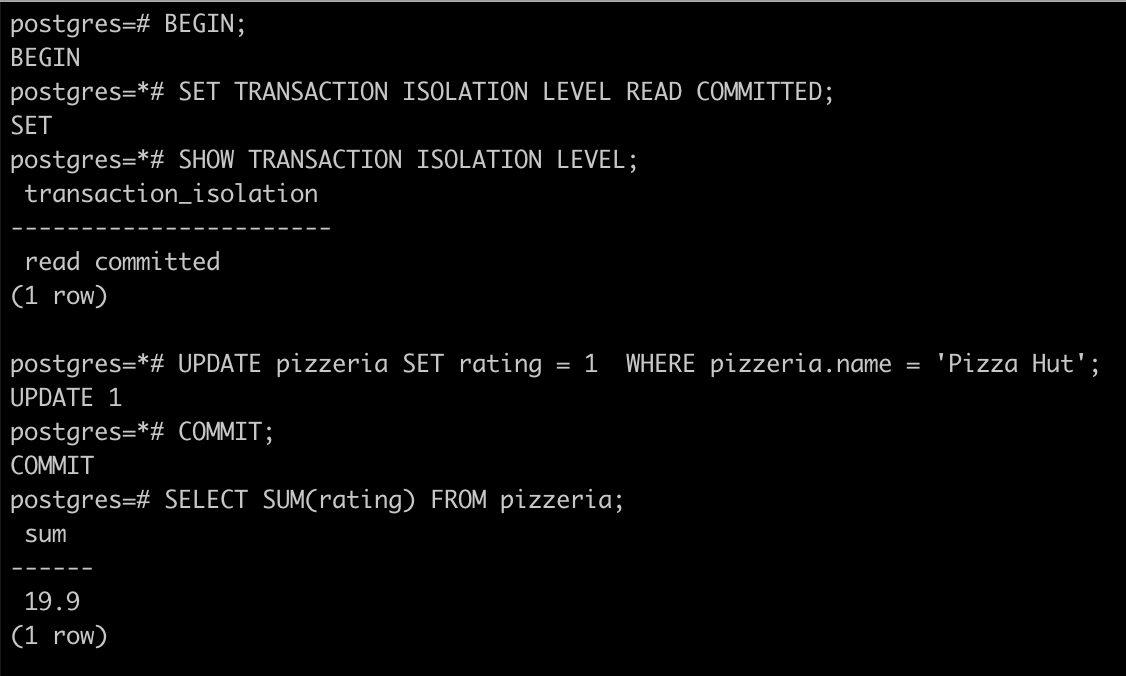 postgres=# BEGIN;
BEGIN
postgres=*# SET TRANSACTION ISOLATION LEVEL READ COMMITTED;
SET
postgres=*# SHOW TRANSACTION ISOLATION LEVEL;
 transaction_isolation
-----------------------
 read committed
(1 row)

postgres=*# UPDATE pizzeria SET rating = 1  WHERE pizzeria.name = 'Pizza Hut';
UPDATE 1
postgres=*# COMMIT;
COMMIT
postgres=# SELECT SUM(rating) FROM pizzeria;
 sum
------
 19.9
(1 row)